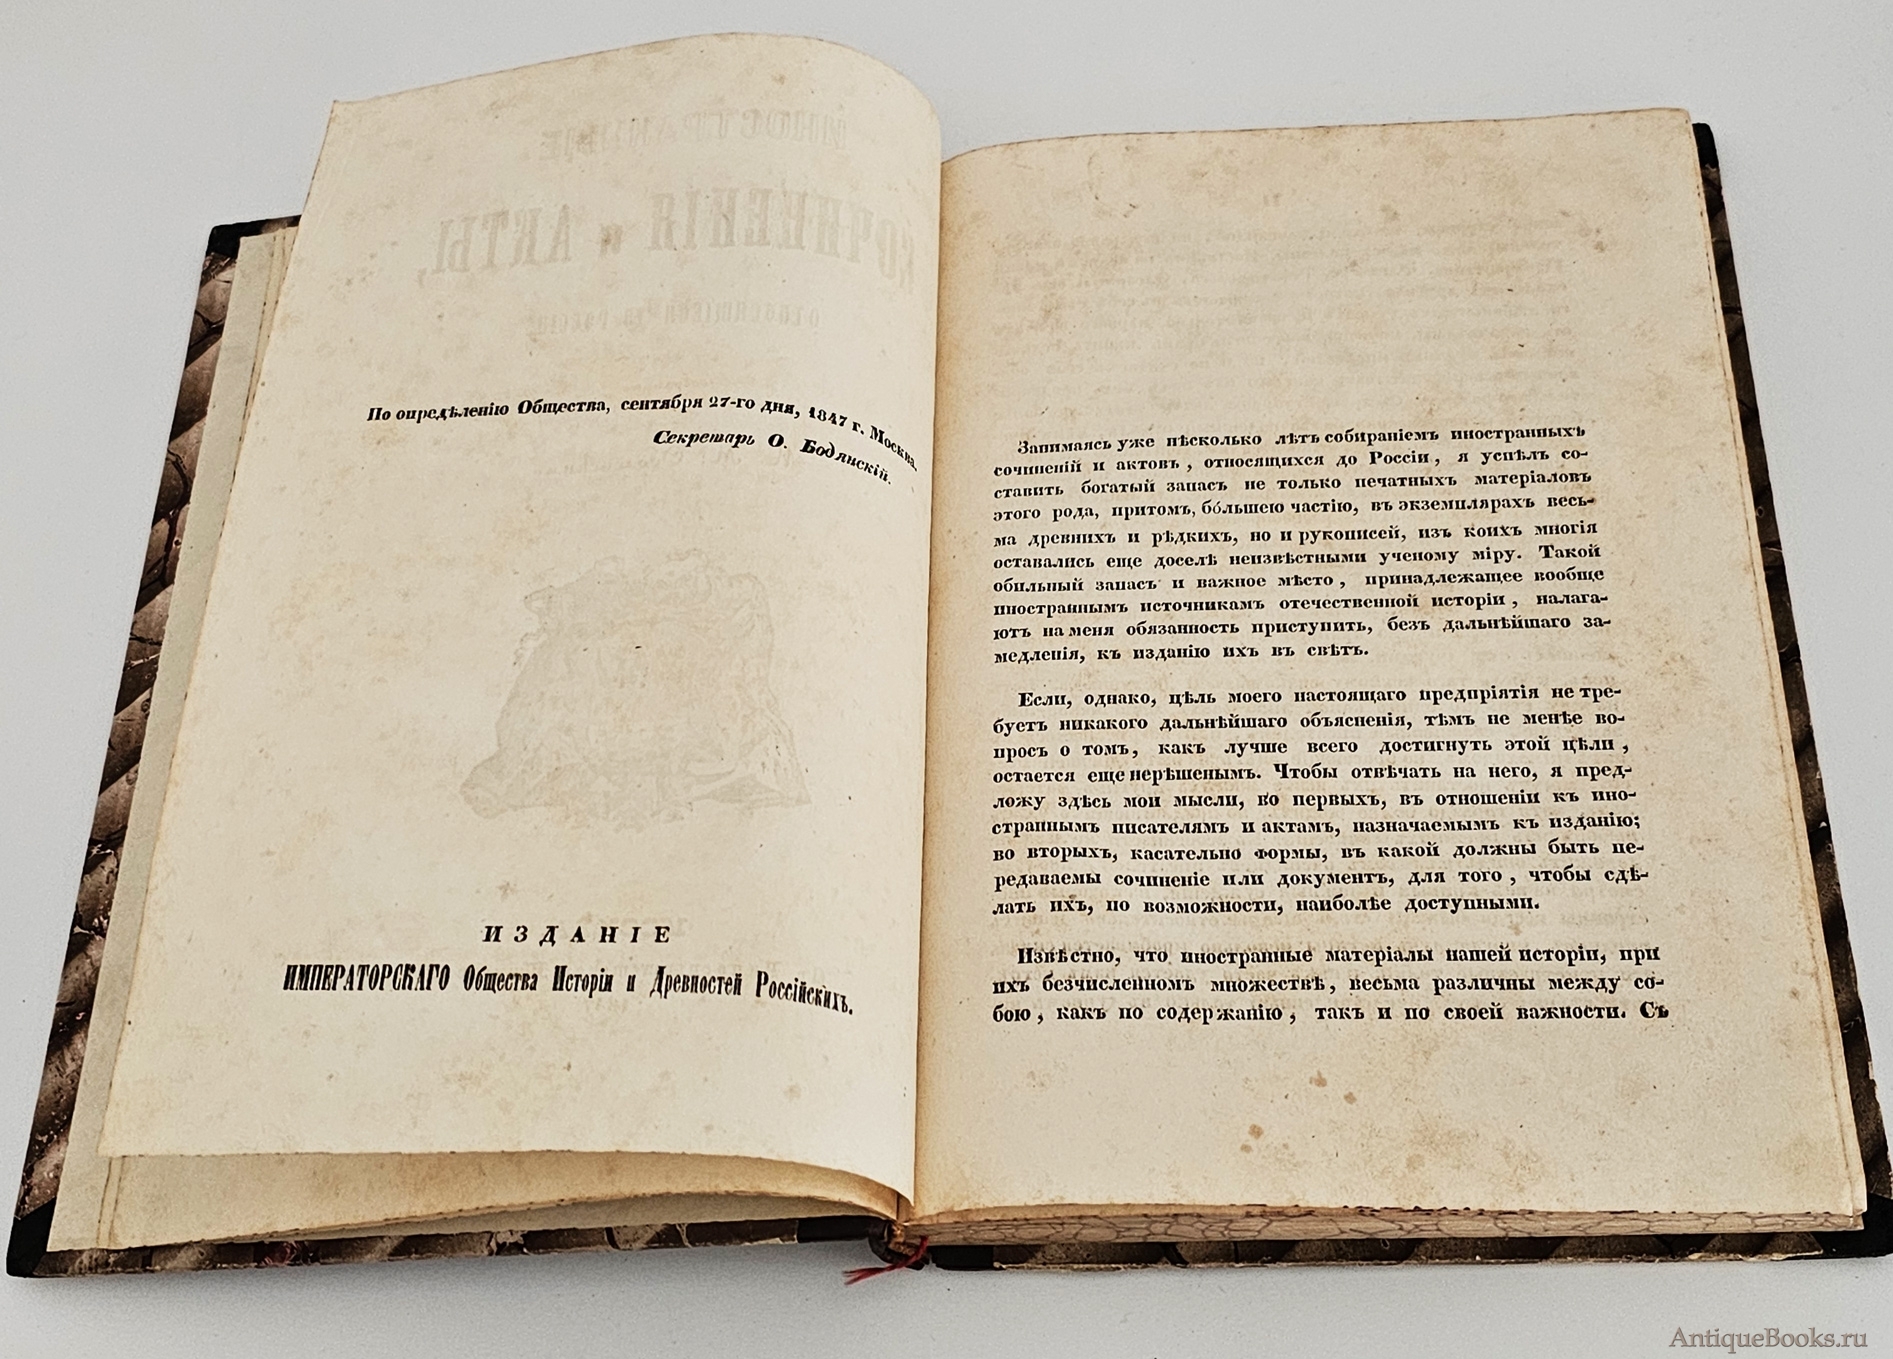 По опредѣленію Общества, сентября 27-го дня, 1847 г. Москва.
Секретарь О. Бодянскій.
ИЗДАНІЕ
ИМПЕРАТОРСКАГО Общества Исторіи и Древностей Россійскихъ.
Занимаясь уже нѣсколько лѣтъ собираніемъ иностранныхъ
сочиненій и актовъ, относящихся до Россіи, я успѣлъ со-
ставить богатый запасъ не только печатныхъ матеріаловъ
этого рода, притомъ, бóльшею частію, въ экземплярахъ весь-
ма древнихъ и рѣдкихъ, но и рукописей, изъ коихъ многія
оставались еще доселѣ неизвѣстными ученому міру. Такой
обильный запасъ и важное мѣсто, принадлежащее вообще
иностраннымъ источникамъ отечественной исторіи, налага-
ютъ на меня обязанность приступить, безъ дальнѣйшаго за-
медленія, къ изданію ихъ въ свѣтъ.
Если, однако, цѣль моего настоящаго предпріятія не тре-
буетъ никакого дальнѣйшаго объясненія, тѣмъ не менѣе во-
просъ о томъ, какъ лучше всего достигнуть этой цѣли,
остается еще нерѣшенымъ. Чтобы отвѣчать на него, я пред-
ложу здѣсь мои мысли, во первыхъ, въ отношеніи къ ино-
страннымъ писателямъ и актамъ, назначаемымъ къ изданію;
во вторыхъ, касательно формы, въ какой должны быть пе-
редаваемы сочиненіе или документъ, для того, чтобы сдѣ-
лать ихъ, по возможности, наиболѣе доступными.
Извѣстно, что иностранные матеріалы нашей исторіи, при
ихъ безчисленномъ множествѣ, весьма различны между со-
бою, какъ по содержанію, такъ и по своей важности. Съ
AntiqueBooks.ru